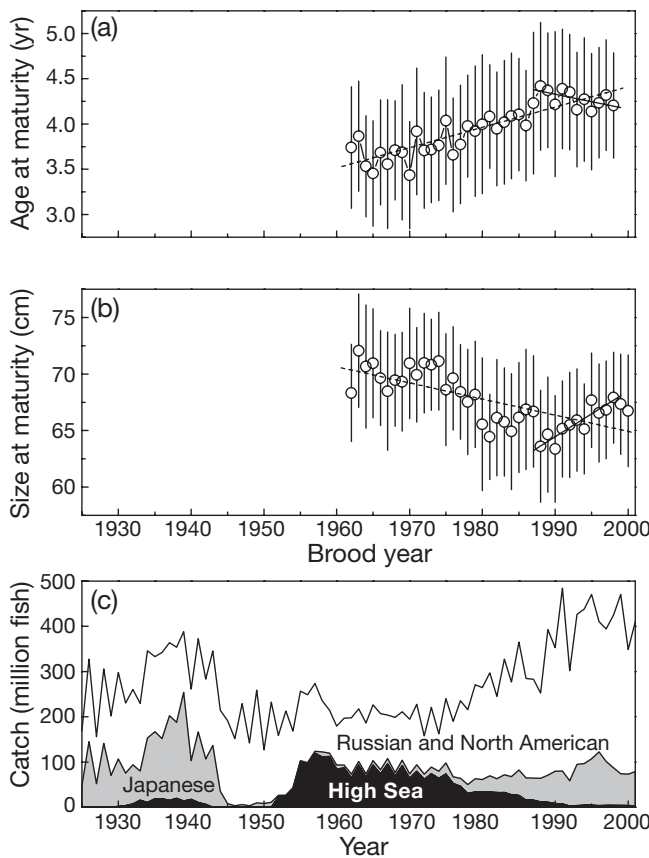 (a)
Age at maturity (yr)
5.0
4.5
4.0
3.5
3.0
(b)
Size at maturity (cm)
75
70
65
60
1930 1940 1950 1960 1970 1980 1990 2000
Brood year
(c)
Catch (million fish)
500
400
300
200
100
0
Russian and North American
Japanese
High Sea
1930 1940 1950 1960 1970 1980 1990 2000
Year